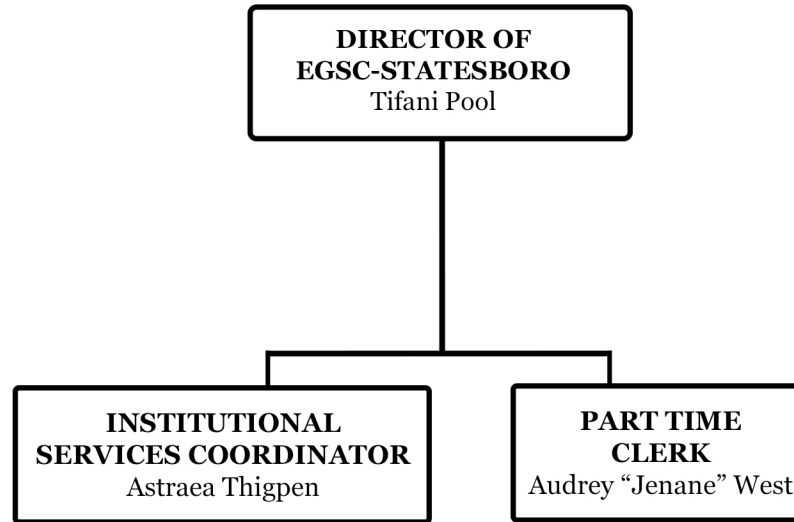 DIRECTOR OF
EGSC-STATESBORO
Tifani Pool
INSTITUTIONAL
SERVICES COORDINATOR
Astraea Thigpen
PART TIME
CLERK
Audrey “Jenane” West